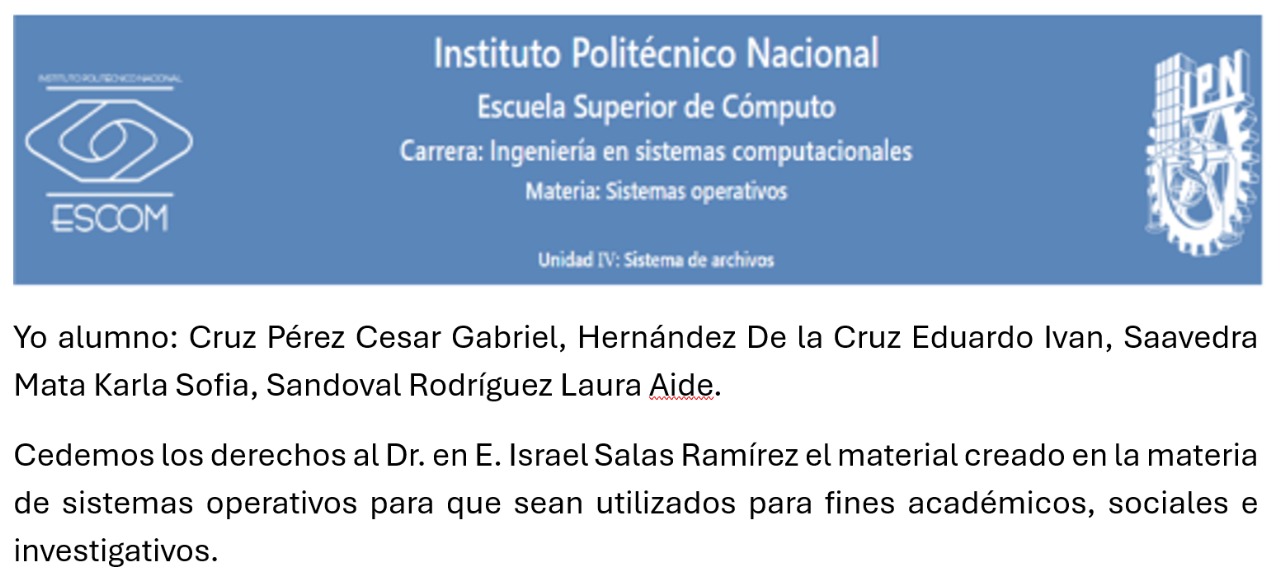 Instituto Politécnico Nacional
Escuela Superior de Cómputo
Carrera: Ingeniería en sistemas computacionales
Materia: Sistemas operativos
Unidad IV: Sistema de archivos
INSTITUTO POLITÉCNICO NACIONAL
ESCOM
IPN
Yo alumno: Cruz Pérez Cesar Gabriel, Hernández De la Cruz Eduardo Ivan, Saavedra
Mata Karla Sofia, Sandoval Rodríguez Laura Aide.
Cedemos los derechos al Dr. en E. Israel Salas Ramírez el material creado en la materia
de sistemas operativos para que sean utilizados para fines académicos, sociales e
investigativos.